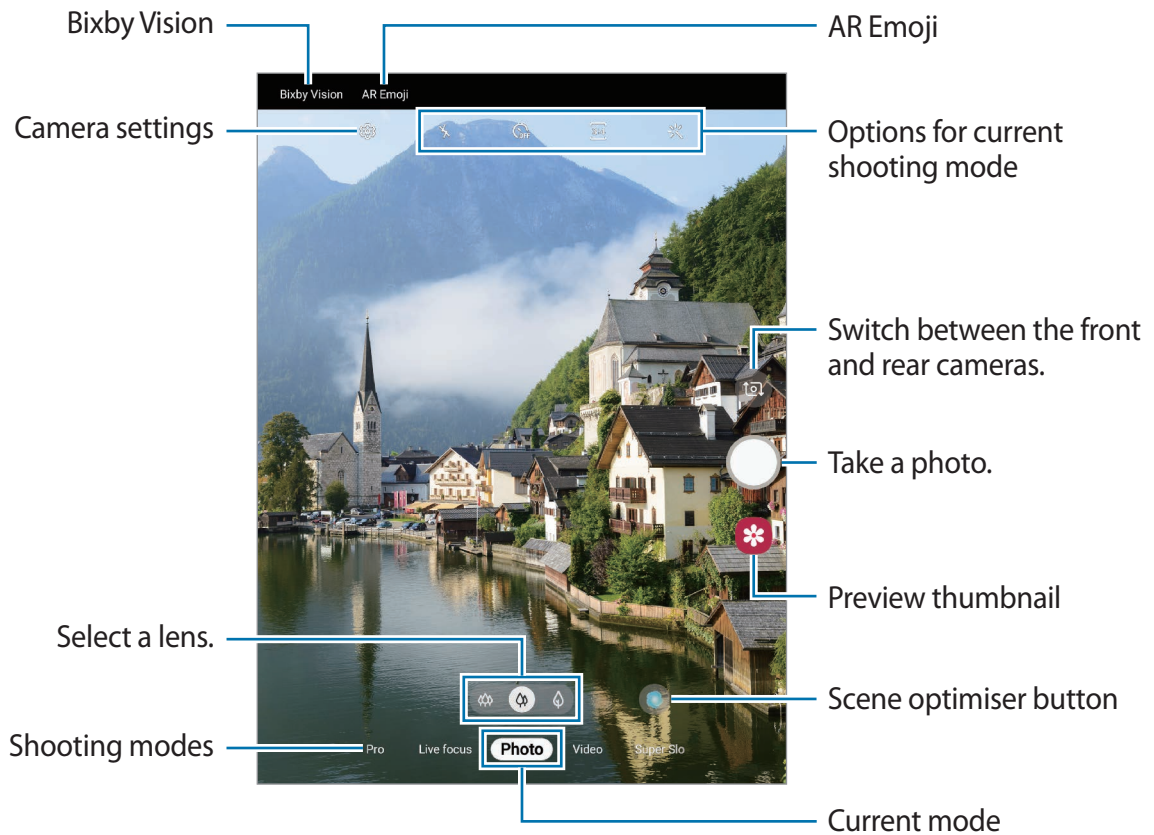 Bixby Vision
AR Emoji
Bixby Vision AR Emoji
Camera settings
OFF
Options for current
shooting mode
Switch between the front
and rear cameras.
Take a photo.
Preview thumbnail
Select a lens.
Scene optimiser button
Shooting modes
Pro Live focus Photo Video Super Slo
Current mode